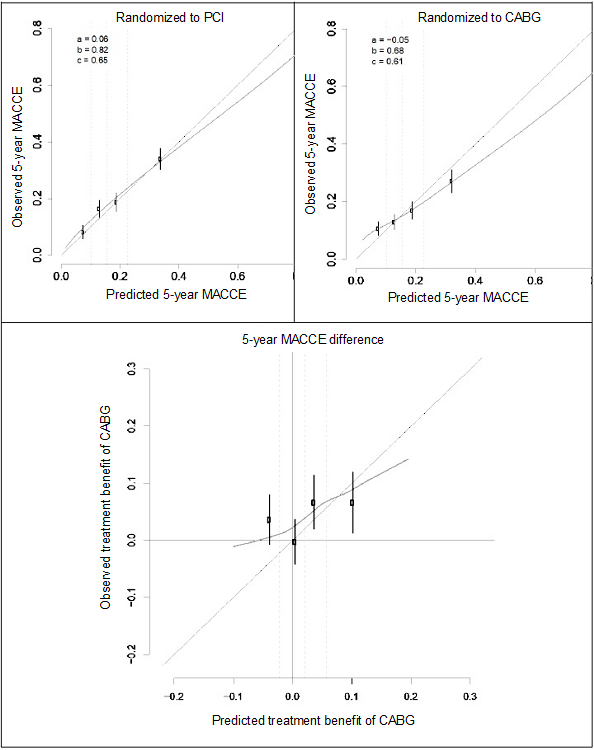 Randomized to PCI
a = 0.06
b = 0.82
c = 0.65
Observed 5-year MACCE
0.8
0.6
0.4
0.2
0.0
0.0 0.2 0.4 0.6 0.8
Predicted 5-year MACCE
Randomized to CABG
a = −0.05
b = 0.68
c = 0.61
Observed 5-year MACCE
0.8
0.6
0.4
0.2
0.0
0.0 0.2 0.4 0.6 0.8
Predicted 5-year MACCE
5-year MACCE difference
Observed treatment benefit of CABG
0.3
0.2
0.1
0.0
−0.1
−0.2
−0.2 −0.1 0.0 0.1 0.2 0.3
Predicted treatment benefit of CABG